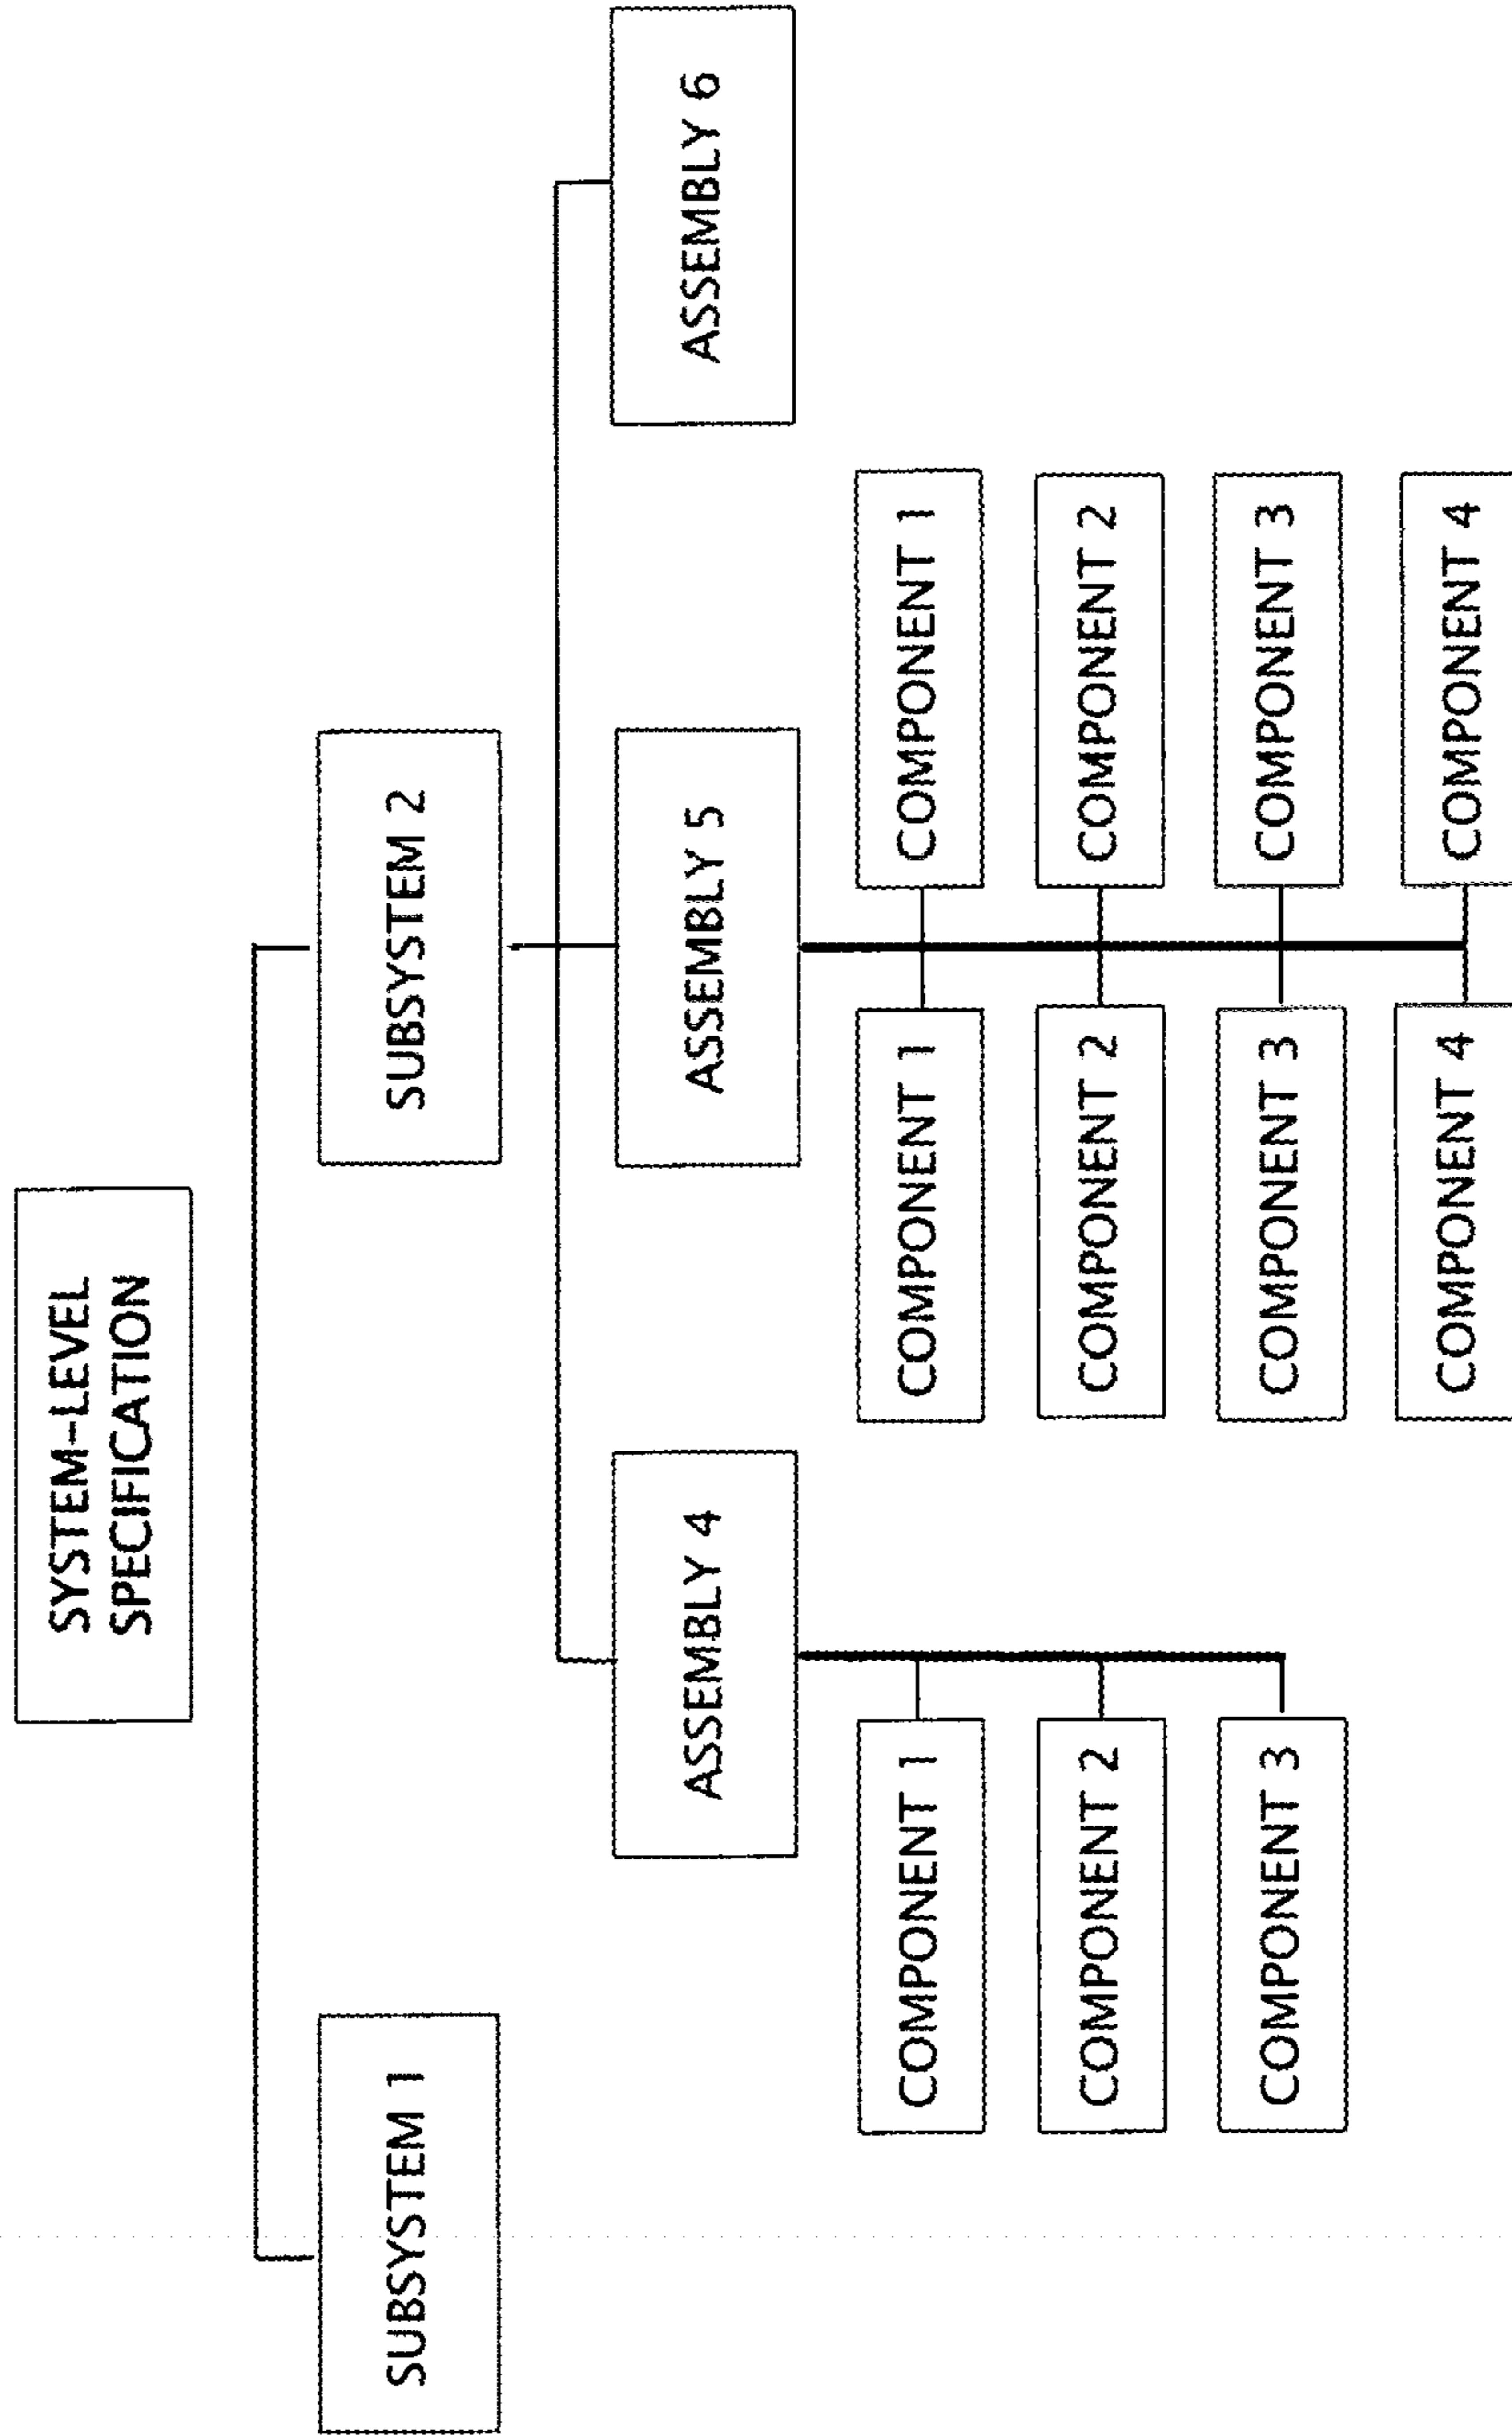 SYSTEM-LEVEL
SPECIFICATION
SUBSYSTEM 1
SUBSYSTEM 2
ASSEMBLY 4
ASSEMBLY 5
ASSEMBLY 6
COMPONENT 1
COMPONENT 1
COMPONENT 1
COMPONENT 2
COMPONENT 2
COMPONENT 2
COMPONENT 3
COMPONENT 3
COMPONENT 3
COMPONENT 4
COMPONENT 4